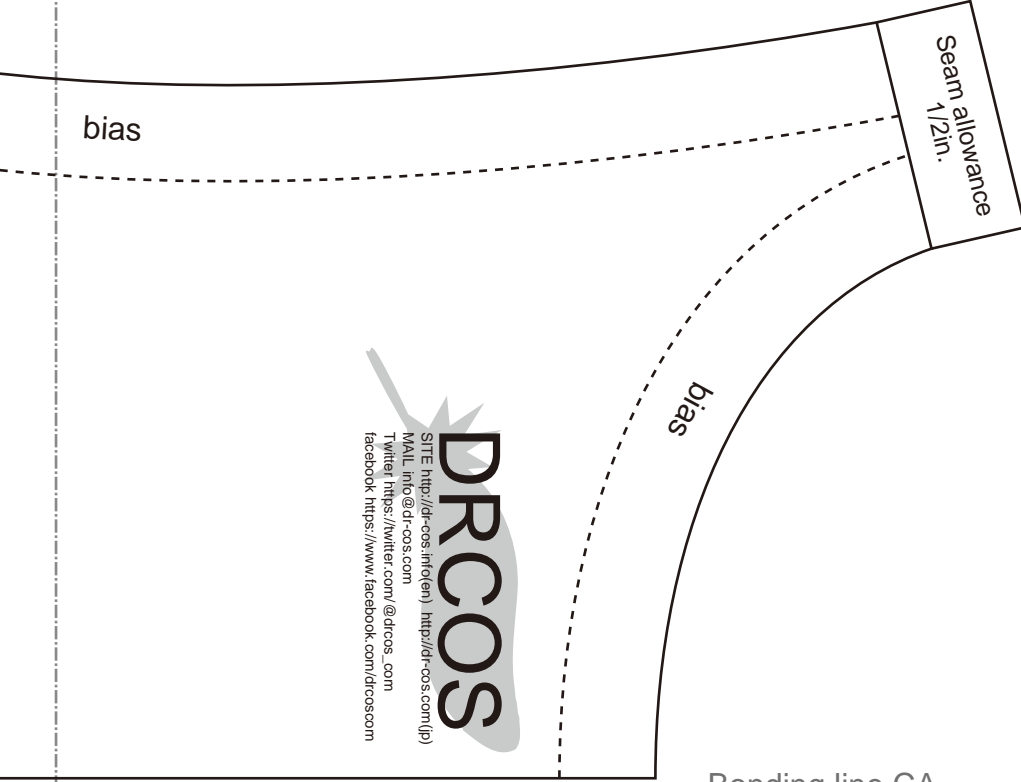 bias
Seam allowance
1/2in.
bias
DRCOS
SITE http://dr-cos.info(en) http://dr-cos.com(jp)
MAIL info@dr-cos.com
Twitter https://twitter.com/@drcos_com
facebook https://www.facebook.com/drcoscom
Bending line CA